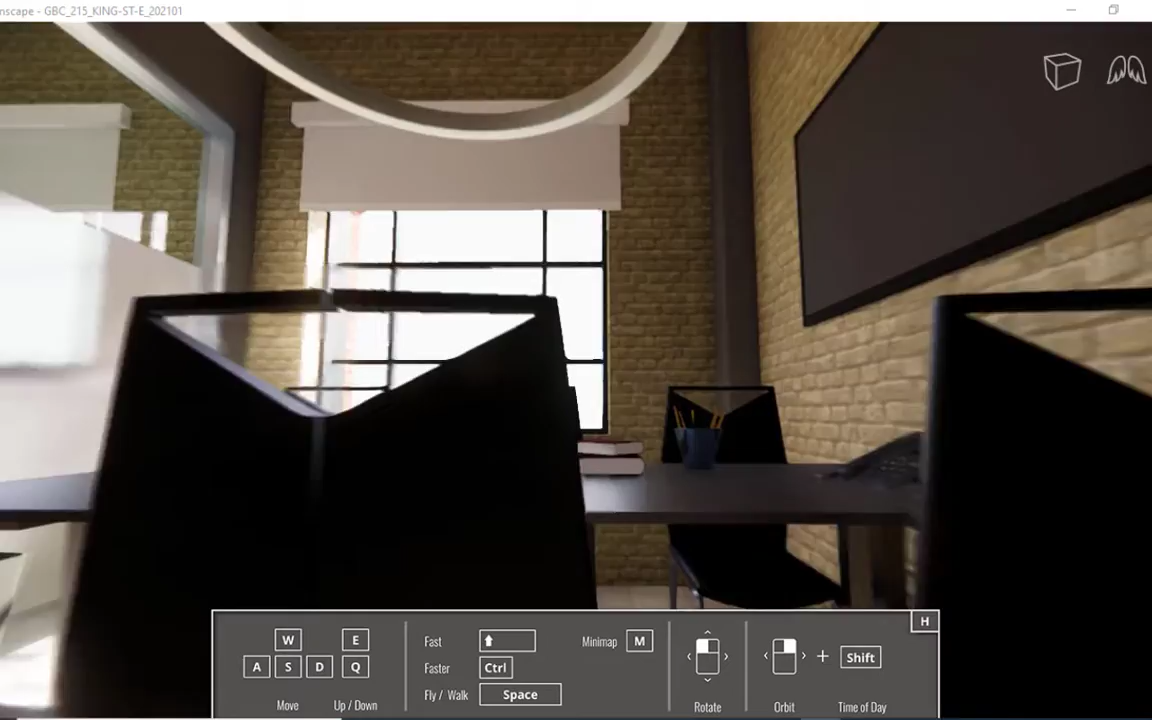 nscape - GBC_215_KING-ST-E_202101
H
W E
A S D Q
Move Up / Down
Fast
Faster Ctrl
Fly / Walk Space
Minimap M
Rotate
Orbit
+ Shift
Time of Day